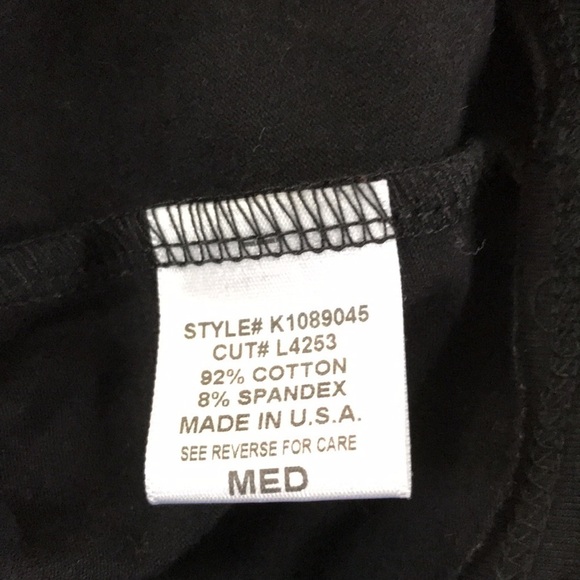 STYLE# K1089045
CUT# L4253
92% COTTON
8% SPANDEX
MADE IN U.S.A.
SEE REVERSE FOR CARE
MED